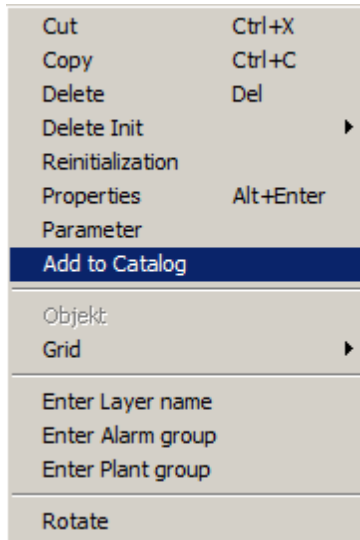 Cut Ctrl+X
Copy Ctrl+C
Delete Del
Delete Init
Reinitialization
Properties Alt+Enter
Parameter
Add to Catalog
Objekt
Grid
Enter Layer name
Enter Alarm group
Enter Plant group
Rotate